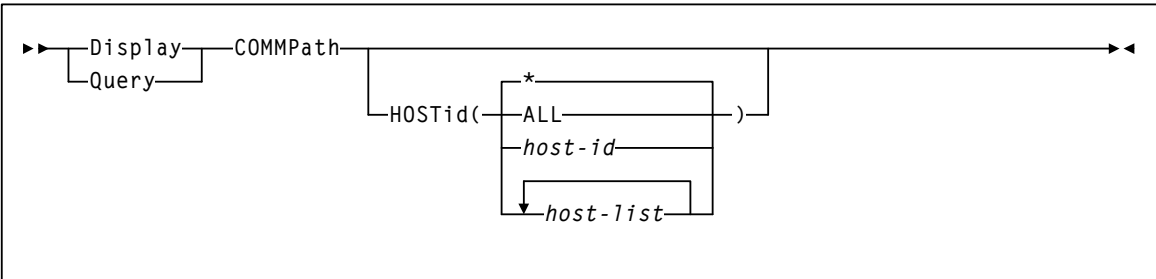 Display COMMPath
Query
*
HOSTid( ALL )
host-id
host-list